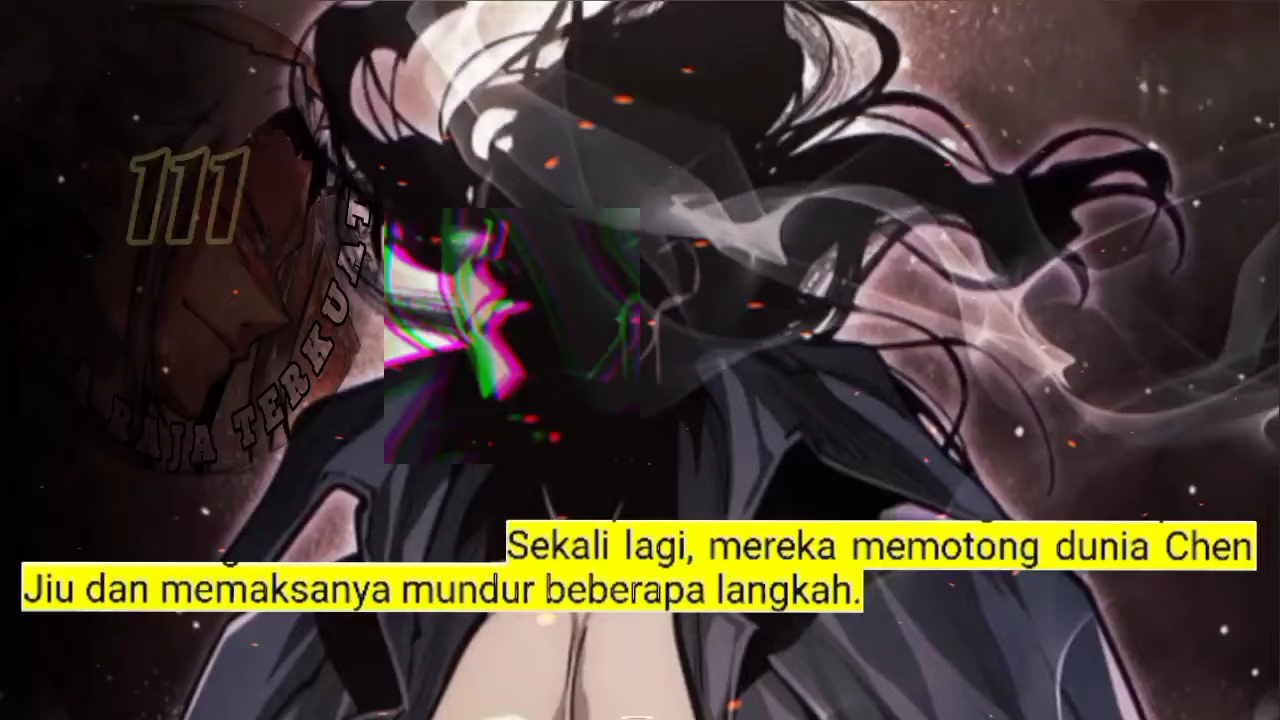 111
RAJA TERKUAT
Sekali lagi, mereka memotong dunia Chen
Jiu dan memaksanya mundur beberapa langkah.